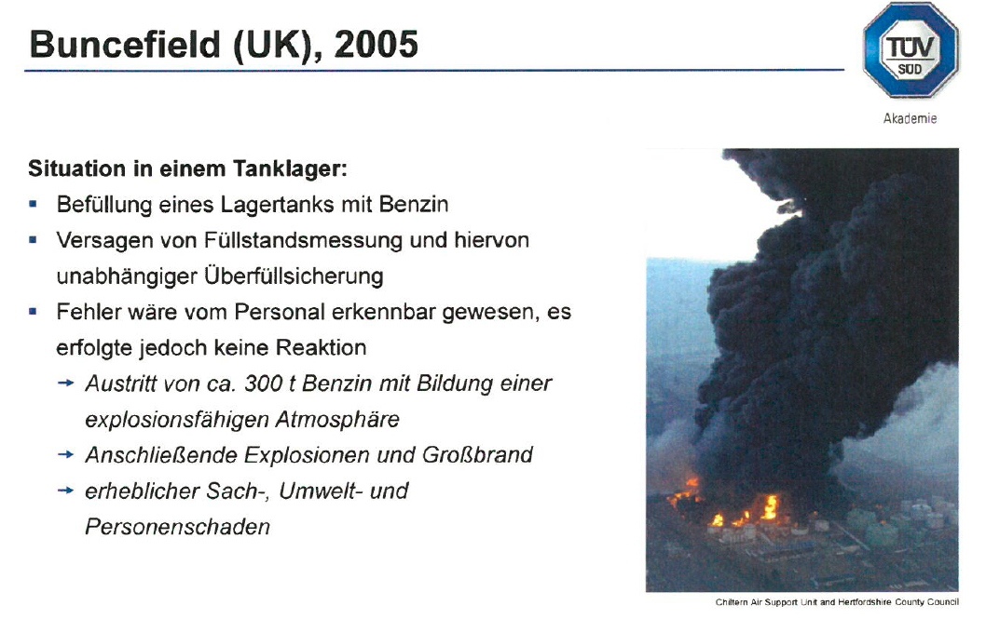 Buncefield (UK), 2005
TÜV
SÜD
Akademie
Situation in einem Tanklager:
▪ Befüllung eines Lagertanks mit Benzin
▪ Versagen von Füllstandsmessung und hiervon
unabhängiger Überfüllsicherung
▪ Fehler wäre vom Personal erkennbar gewesen, es
erfolgte jedoch keine Reaktion
→ Austritt von ca. 300 t Benzin mit Bildung einer
explosionsfähigen Atmosphäre
→ Anschließende Explosionen und Großbrand
→ erheblicher Sach-, Umwelt- und
Personenschaden
Chiltern Air Support Unit and Hertfordshire County Council